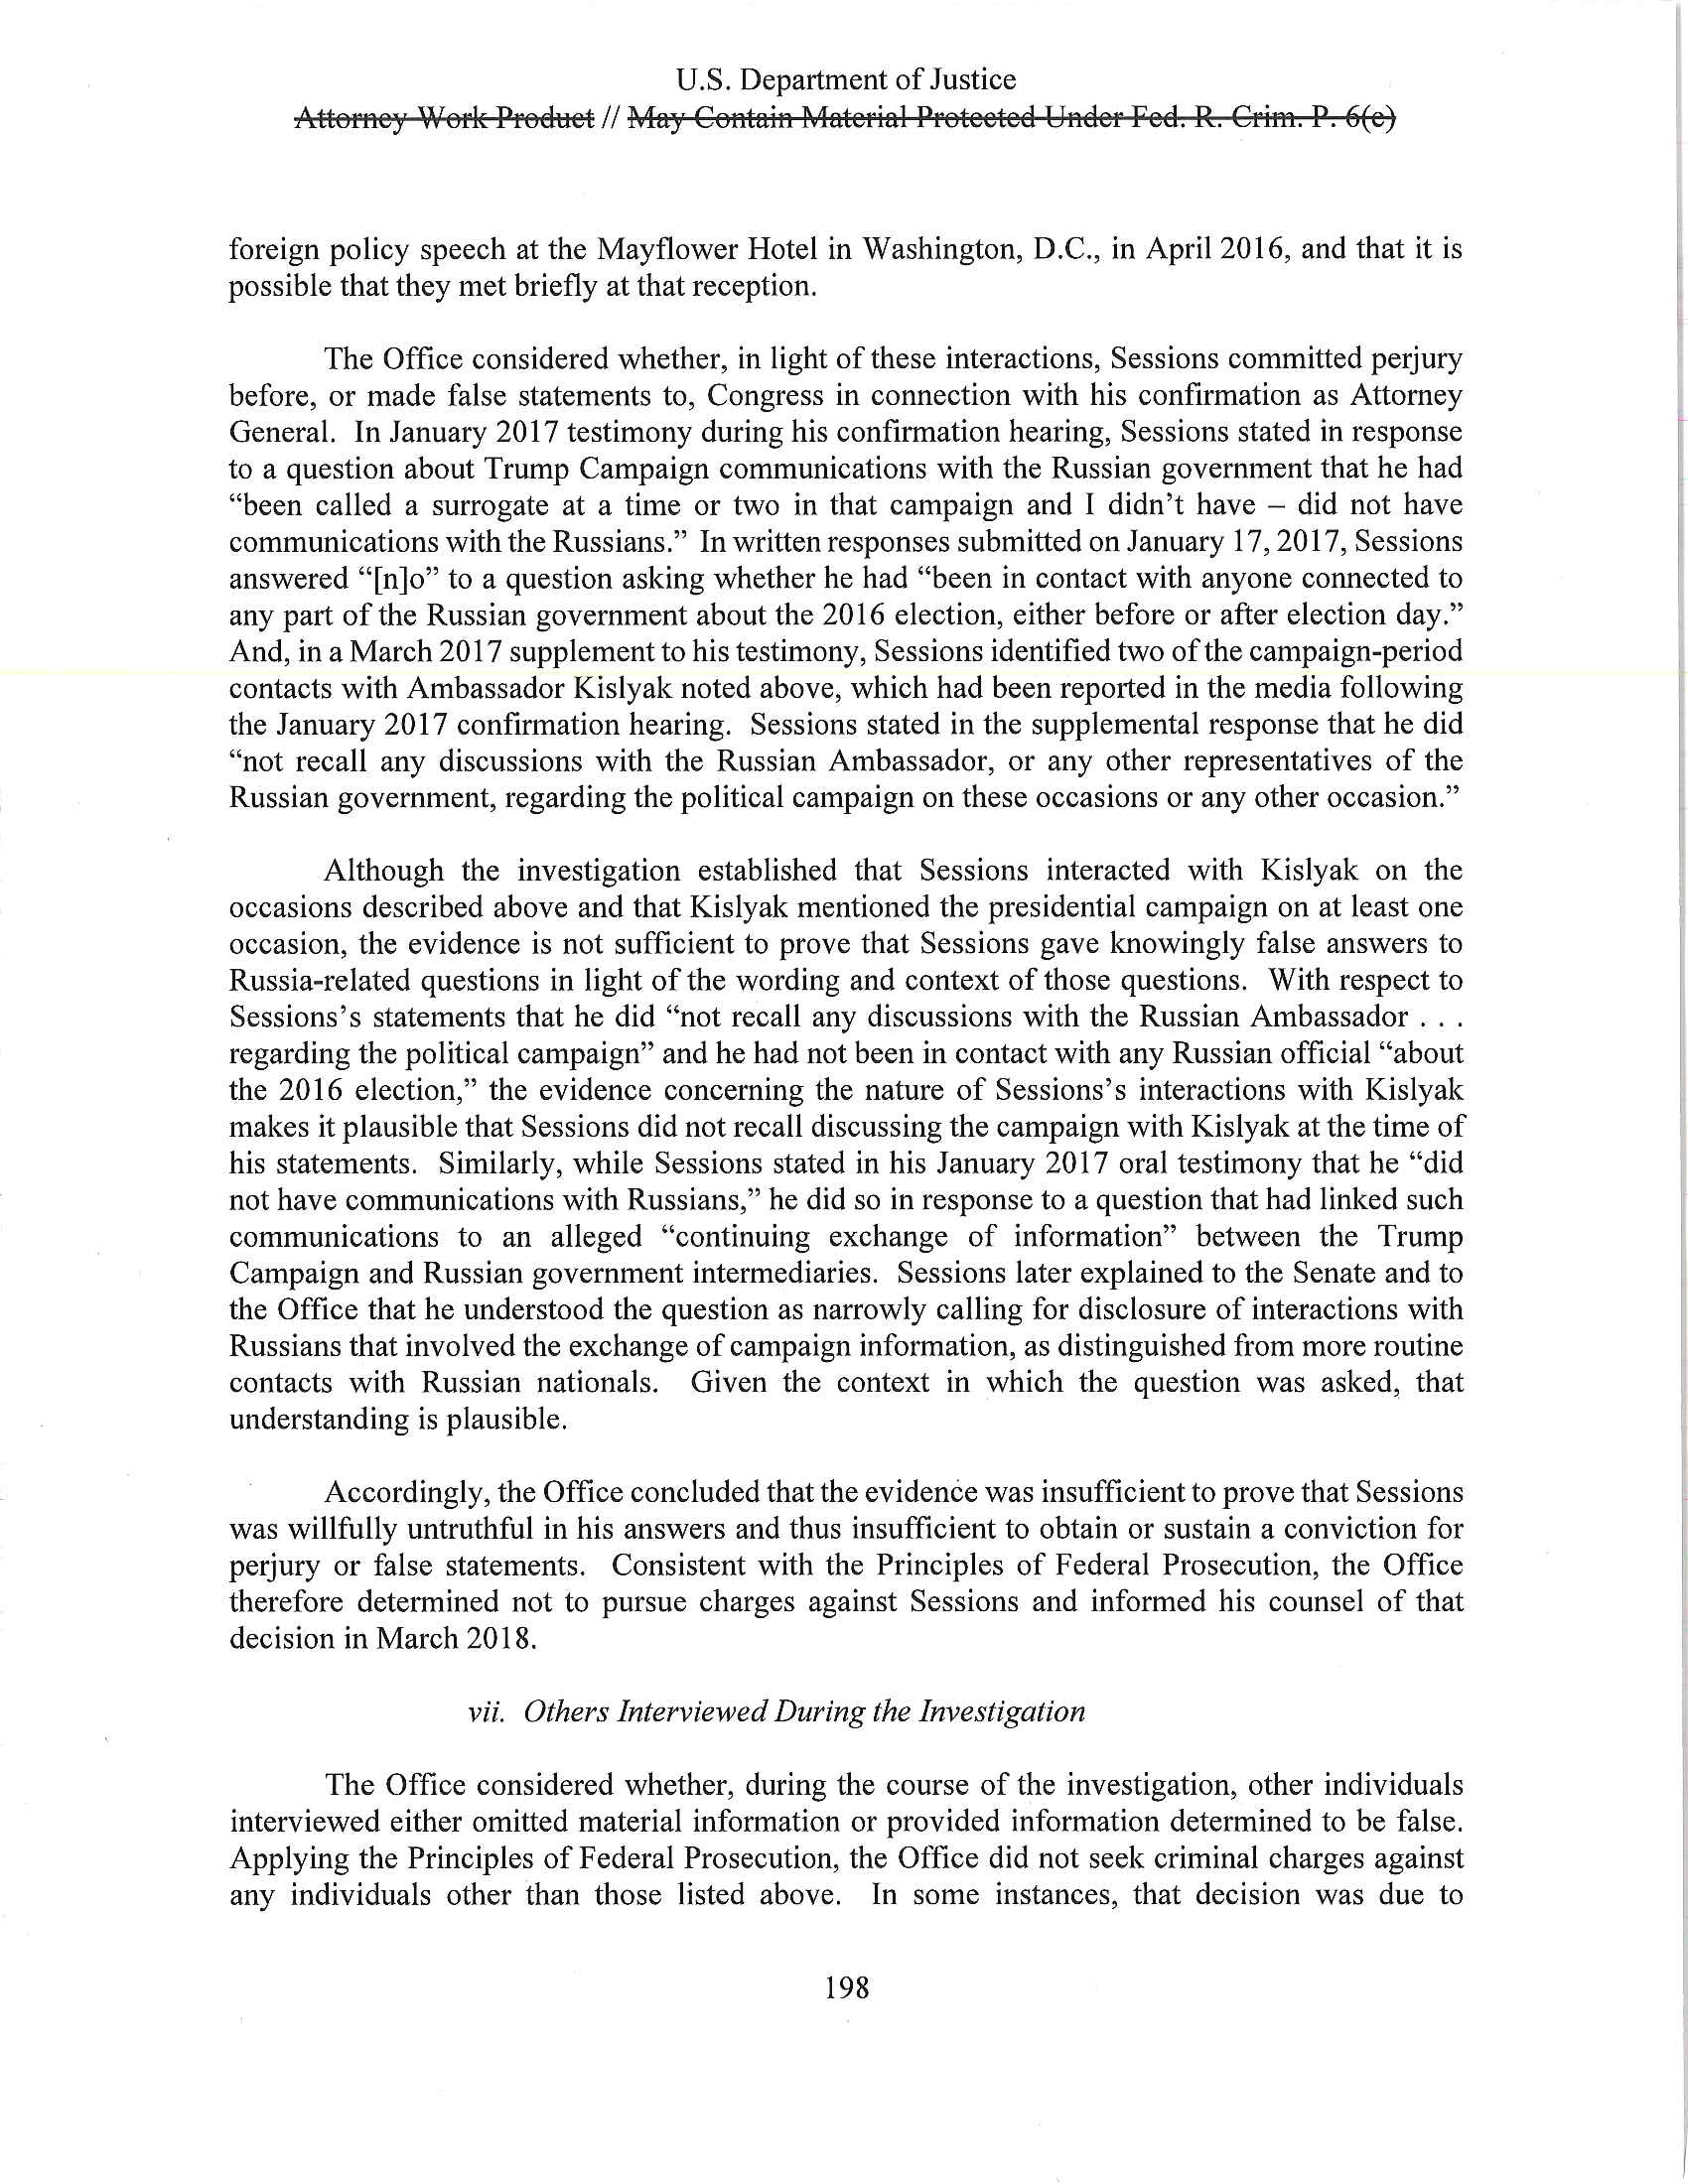 U.S. Department of Justice
Attorney Work Product // May Contain Material Protected Under Fed. R. Crim. P. 6(e)
foreign policy speech at the Mayflower Hotel in Washington, D.C., in April 2016, and that it is
possible that they met briefly at that reception.
The Office considered whether, in light of these interactions, Sessions committed perjury
before, or made false statements to, Congress in connection with his confirmation as Attorney
General. In January 2017 testimony during his confirmation hearing, Sessions stated in response
to a question about Trump Campaign communications with the Russian government that he had
“been called a surrogate at a time or two in that campaign and I didn’t have – did not have
communications with the Russians.” In written responses submitted on January 17, 2017, Sessions
answered “[n]o” to a question asking whether he had “been in contact with anyone connected to
any part of the Russian government about the 2016 election, either before or after election day.”
And, in a March 2017 supplement to his testimony, Sessions identified two of the campaign-period
contacts with Ambassador Kislyak noted above, which had been reported in the media following
the January 2017 confirmation hearing. Sessions stated in the supplemental response that he did
“not recall any discussions with the Russian Ambassador, or any other representatives of the
Russian government, regarding the political campaign on these occasions or any other occasion.”
Although the investigation established that Sessions interacted with Kislyak on the
occasions described above and that Kislyak mentioned the presidential campaign on at least one
occasion, the evidence is not sufficient to prove that Sessions gave knowingly false answers to
Russia-related questions in light of the wording and context of those questions. With respect to
Sessions’s statements that he did “not recall any discussions with the Russian Ambassador . . .
regarding the political campaign” and he had not been in contact with any Russian official “about
the 2016 election,” the evidence concerning the nature of Sessions’s interactions with Kislyak
makes it plausible that Sessions did not recall discussing the campaign with Kislyak at the time of
his statements. Similarly, while Sessions stated in his January 2017 oral testimony that he “did
not have communications with Russians,” he did so in response to a question that had linked such
communications to an alleged “continuing exchange of information” between the Trump
Campaign and Russian government intermediaries. Sessions later explained to the Senate and to
the Office that he understood the question as narrowly calling for disclosure of interactions with
Russians that involved the exchange of campaign information, as distinguished from more routine
contacts with Russian nationals. Given the context in which the question was asked, that
understanding is plausible.
Accordingly, the Office concluded that the evidence was insufficient to prove that Sessions
was willfully untruthful in his answers and thus insufficient to obtain or sustain a conviction for
perjury or false statements. Consistent with the Principles of Federal Prosecution, the Office
therefore determined not to pursue charges against Sessions and informed his counsel of that
decision in March 2018.
vii. Others Interviewed During the Investigation
The Office considered whether, during the course of the investigation, other individuals
interviewed either omitted material information or provided information determined to be false.
Applying the Principles of Federal Prosecution, the Office did not seek criminal charges against
any individuals other than those listed above. In some instances, that decision was due to
198